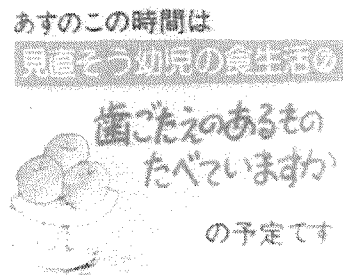 あすのこの時間は
見直そう幼児の食生活②
歯ごたえのあるもの
たべていますか
の予定です